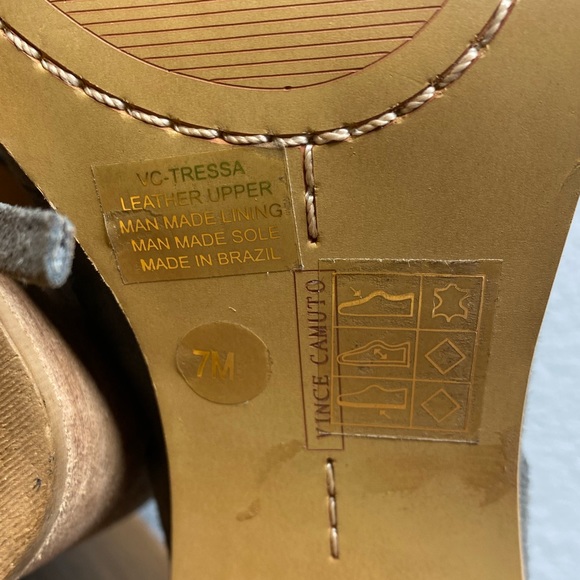 VC-TRESSA
LEATHER UPPER
MAN MADE LINING
MAN MADE SOLE
MADE IN BRAZIL
7M
VINCE CAMUTO